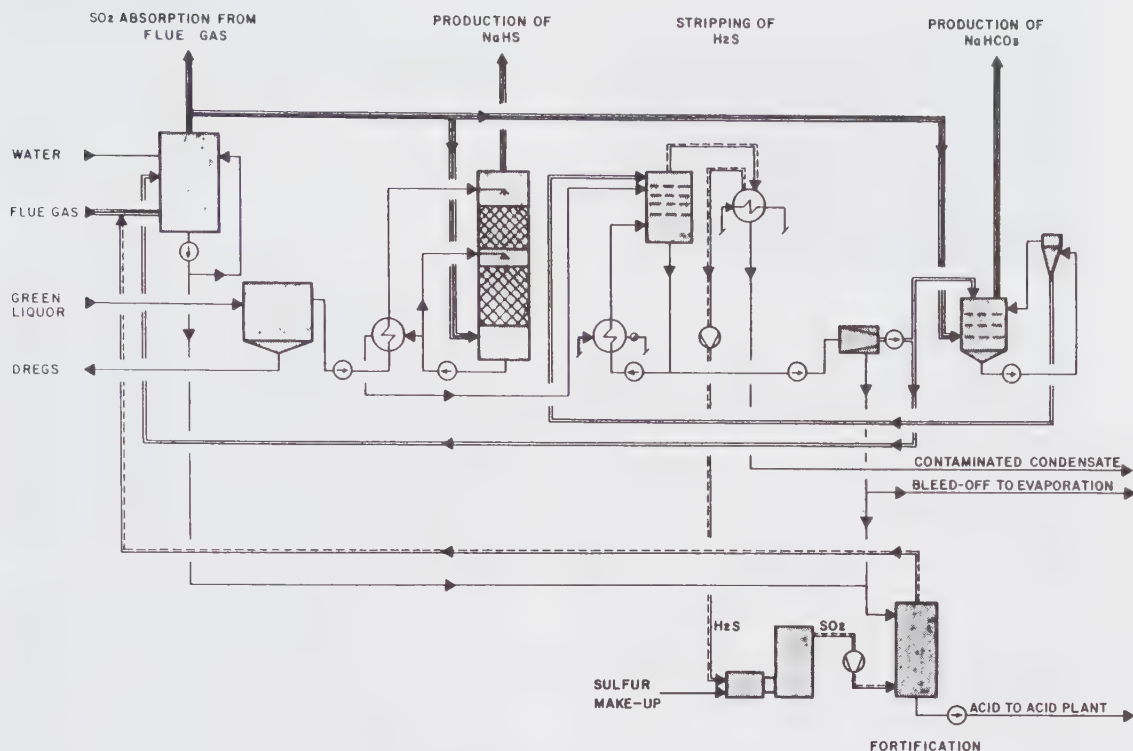 SO2 ABSORPTION FROM
FLUE GAS
PRODUCTION OF
NaHS
STRIPPING OF
H2S
PRODUCTION OF
NaHCO3
WATER
FLUE GAS
GREEN
LIQUOR
DREGS
CONTAMINATED CONDENSATE
BLEED-OFF TO EVAPORATION
H2S
SO2
SULFUR
MAKE-UP
ACID TO ACID PLANT
FORTIFICATION